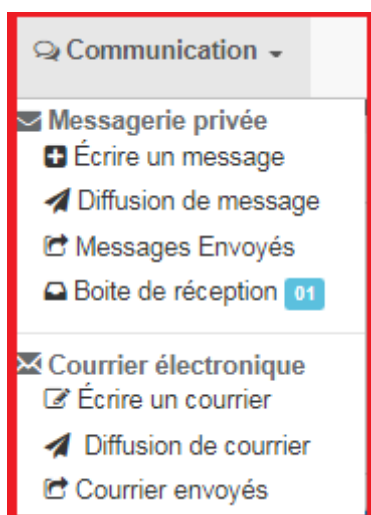 Communication
Messagerie privée
Écrire un message
Diffusion de message
Messages Envoyés
Boite de réception 01
Courrier électronique
Écrire un courrier
Diffusion de courrier
Courrier envoyés